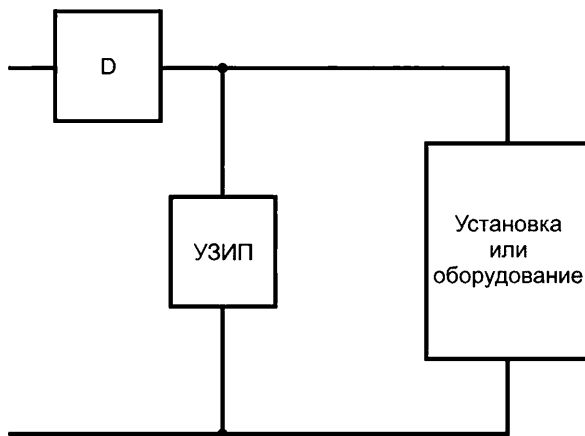 D
УЗИП
Установка
или
оборудование